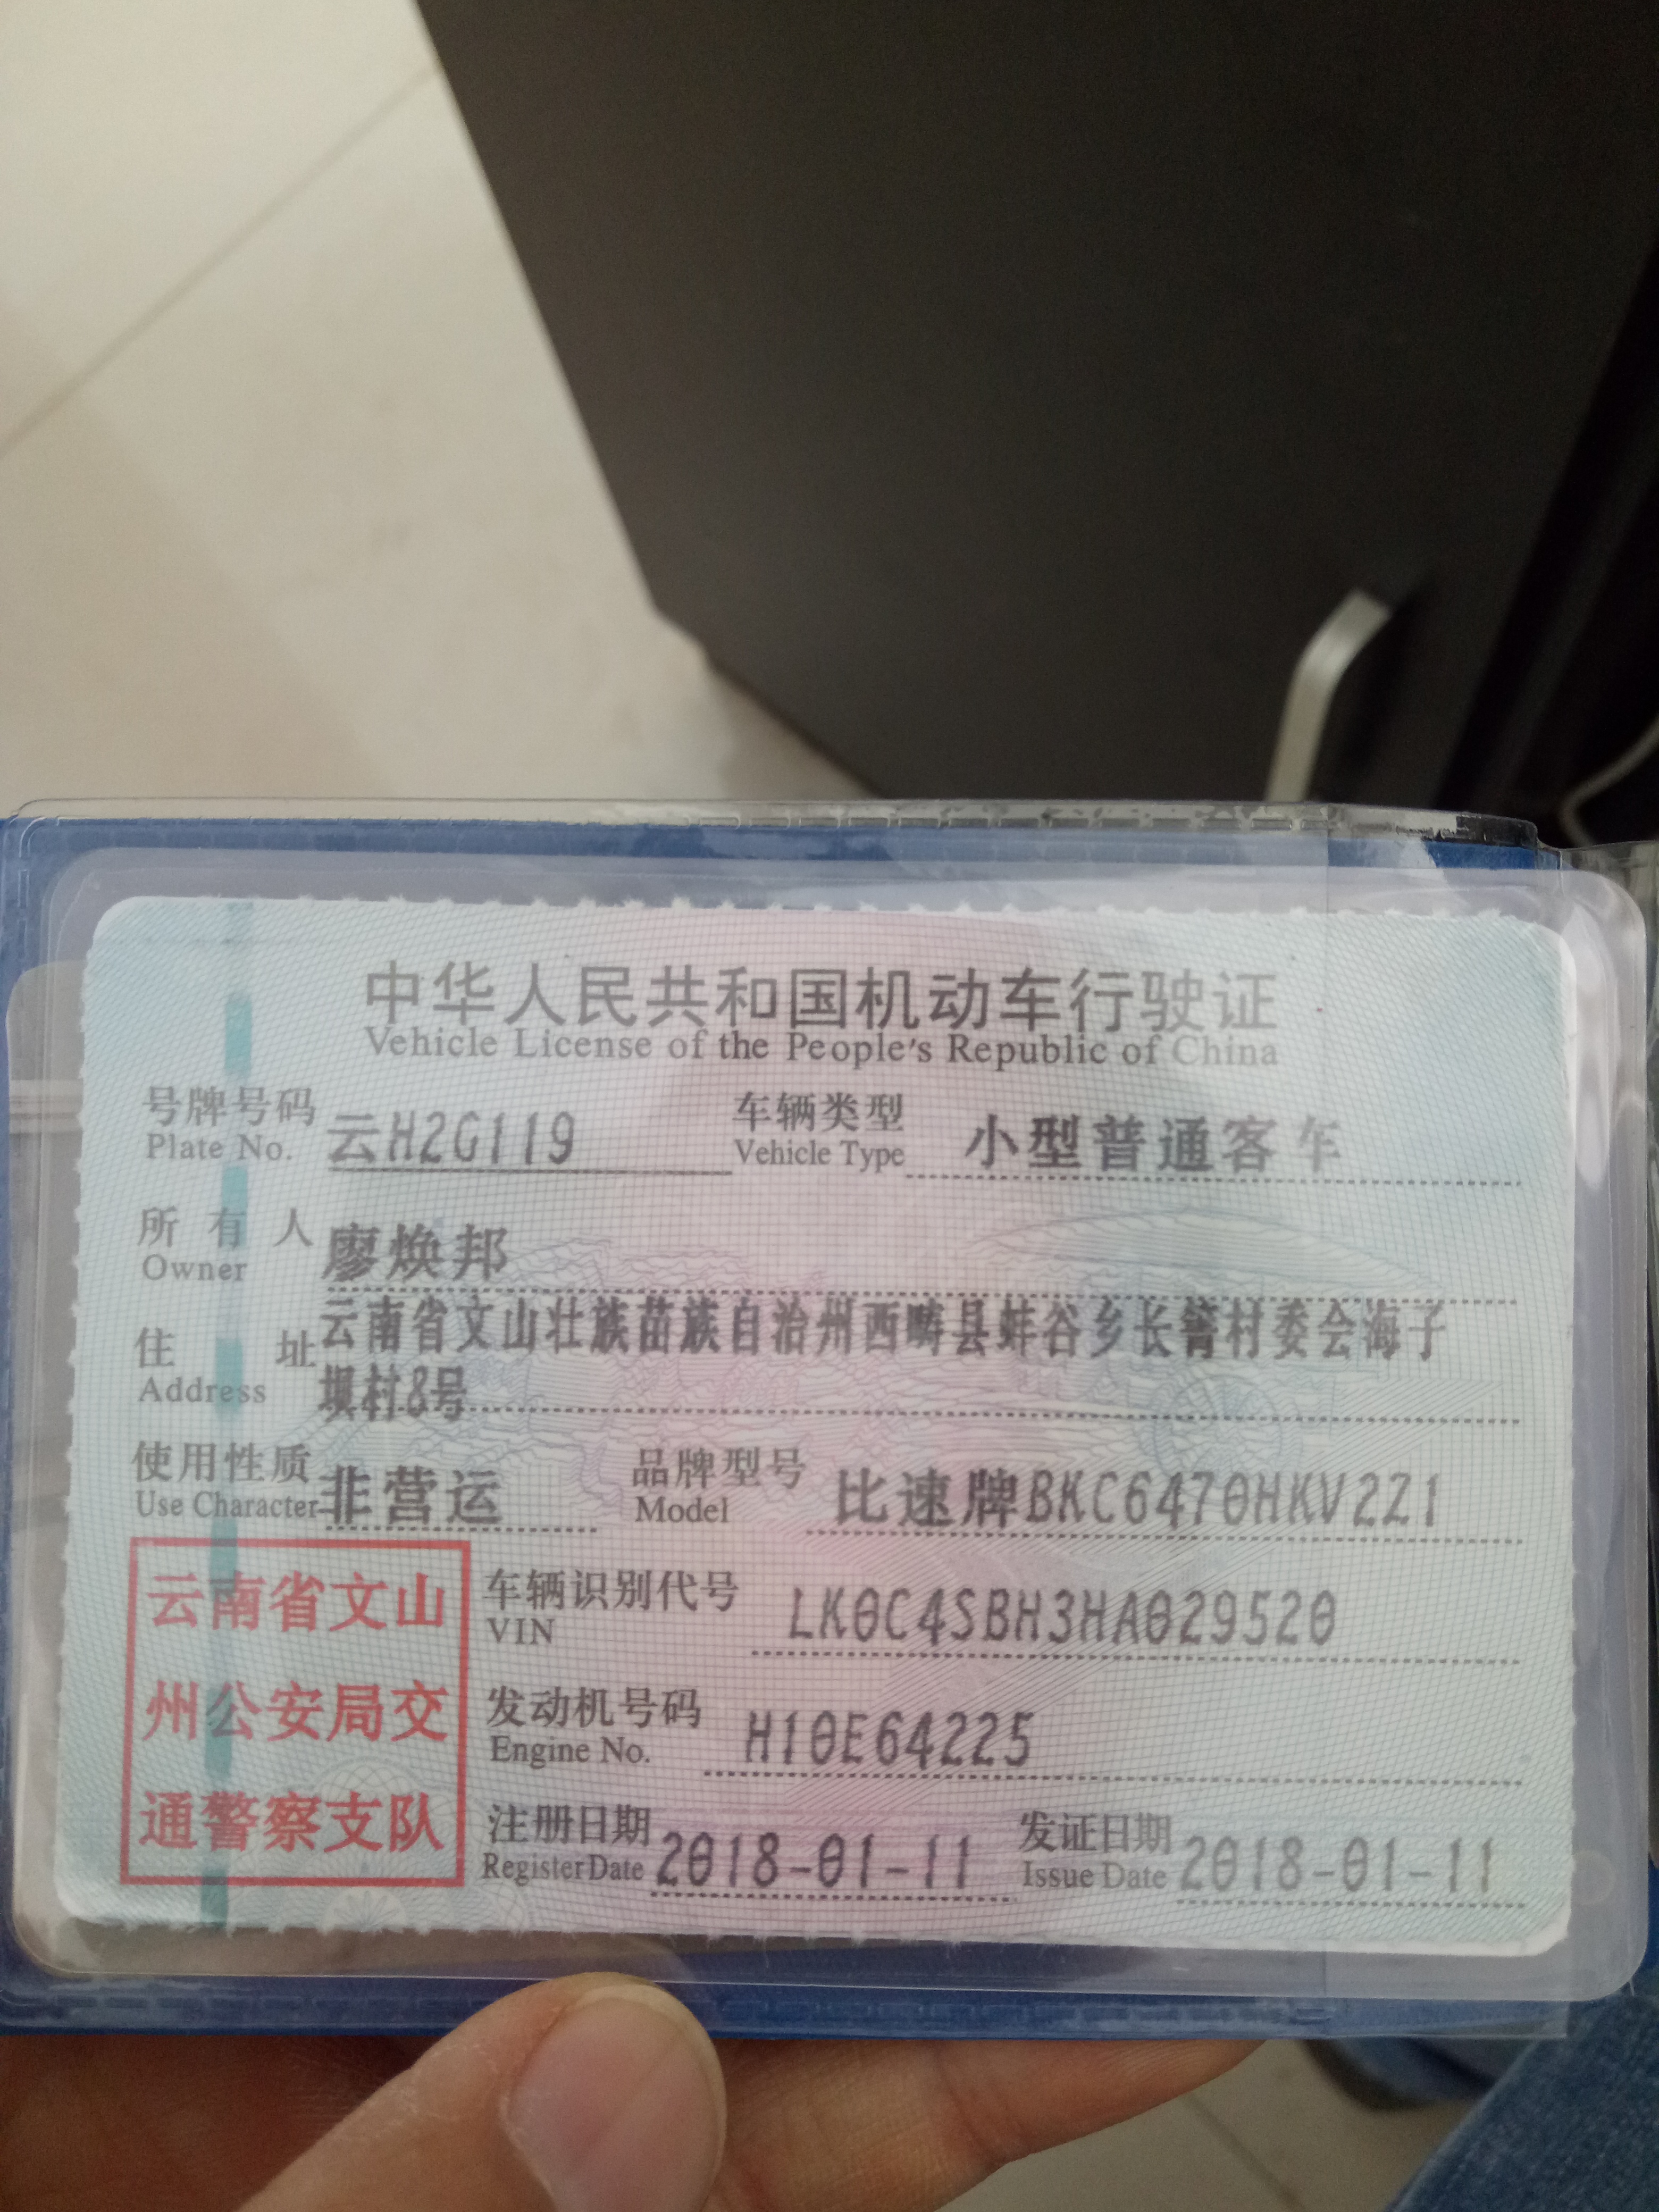 中华人民共和国机动车行驶证
Vehicle License of the People's Republic of China
号牌号码 云H2G119 车辆类型 小型普通客车
Plate No. Vehicle Type
所有人 廖焕邦
Owner
住址 云南省文山壮族苗族自治州西畴县蚌谷乡长箐村委会海子
Address 坝村8号
使用性质 非营运 品牌型号 比速牌BKC6470HKV2Z1
Use Character Model
云南省文山
州公安局交
通警察支队
车辆识别代号 LK0C4SBH3HA029520
VIN
发动机号码 H10E64225
Engine No.
注册日期 2018-01-11 发证日期 2018-01-11
Register Date Issue Date